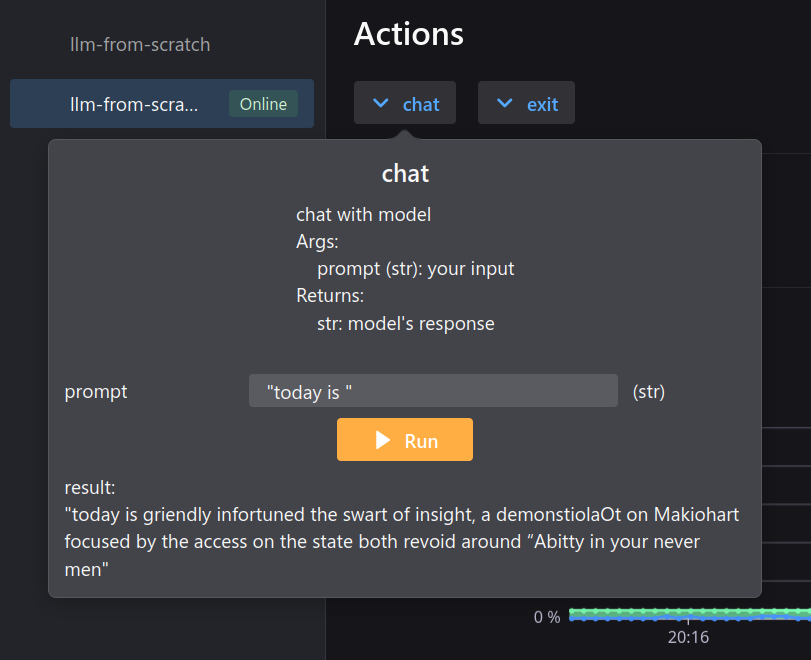 llm-from-scratch
llm-from-scra...
Online
Actions
chat
exit
chat
chat with model
Args:
prompt (str): your input
Returns:
str: model's response
prompt
"today is "
(str)
Run
result:
"today is griendly infortuned the swart of insight, a demonstiolaOt on Makiohart
focused by the access on the state both revoid around “Abitty in your never
men"
0 %
20:16